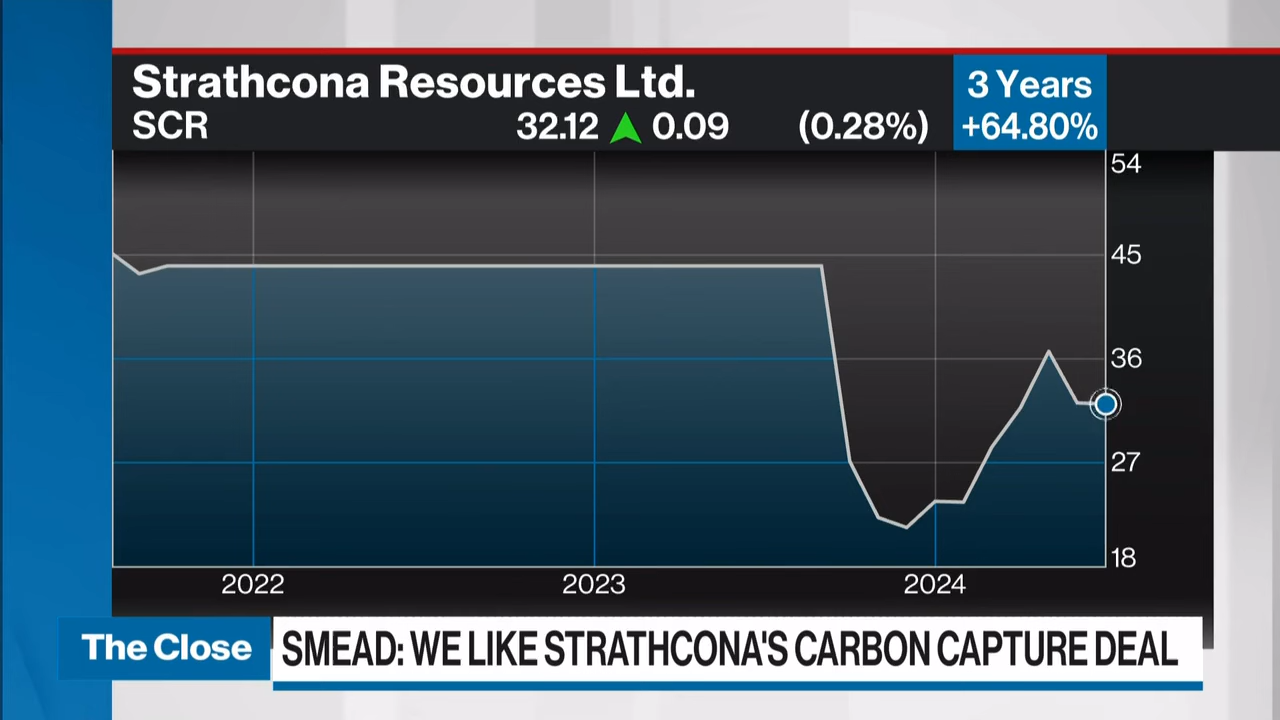 Strathcona Resources Ltd.
SCR 32.12 ▲ 0.09 (0.28%)
3 Years
+64.80%
54
45
36
27
18
2022 2023 2024
The Close
SMEAD: WE LIKE STRATHCONA'S CARBON CAPTURE DEAL